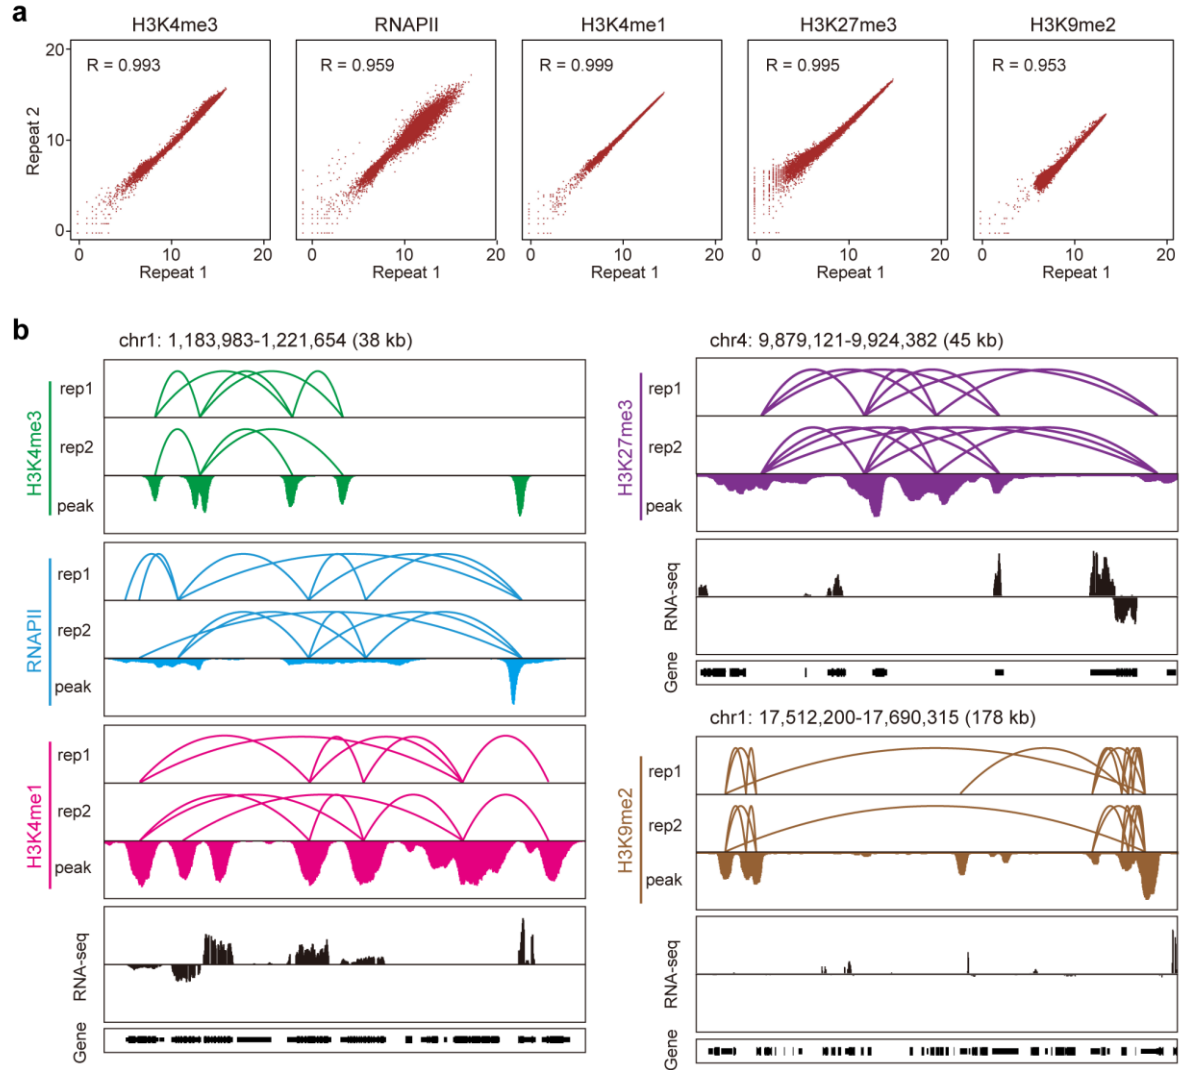 a
H3K4me3
RNAPII
H3K4me1
H3K27me3
H3K9me2
20
10
0
Repeat 2
R = 0.993
R = 0.959
R = 0.999
R = 0.995
R = 0.953
0 10 20
0 10 20
0 10 20
0 10 20
0 10 20
Repeat 1
Repeat 1
Repeat 1
Repeat 1
Repeat 1
b
chr1: 1,183,983-1,221,654 (38 kb)
H3K4me3
rep1
rep2
peak
RNAPII
rep1
rep2
peak
H3K4me1
rep1
rep2
peak
RNA-seq
Gene
chr4: 9,879,121-9,924,382 (45 kb)
H3K27me3
rep1
rep2
peak
RNA-seq
Gene
chr1: 17,512,200-17,690,315 (178 kb)
H3K9me2
rep1
rep2
peak
RNA-seq
Gene